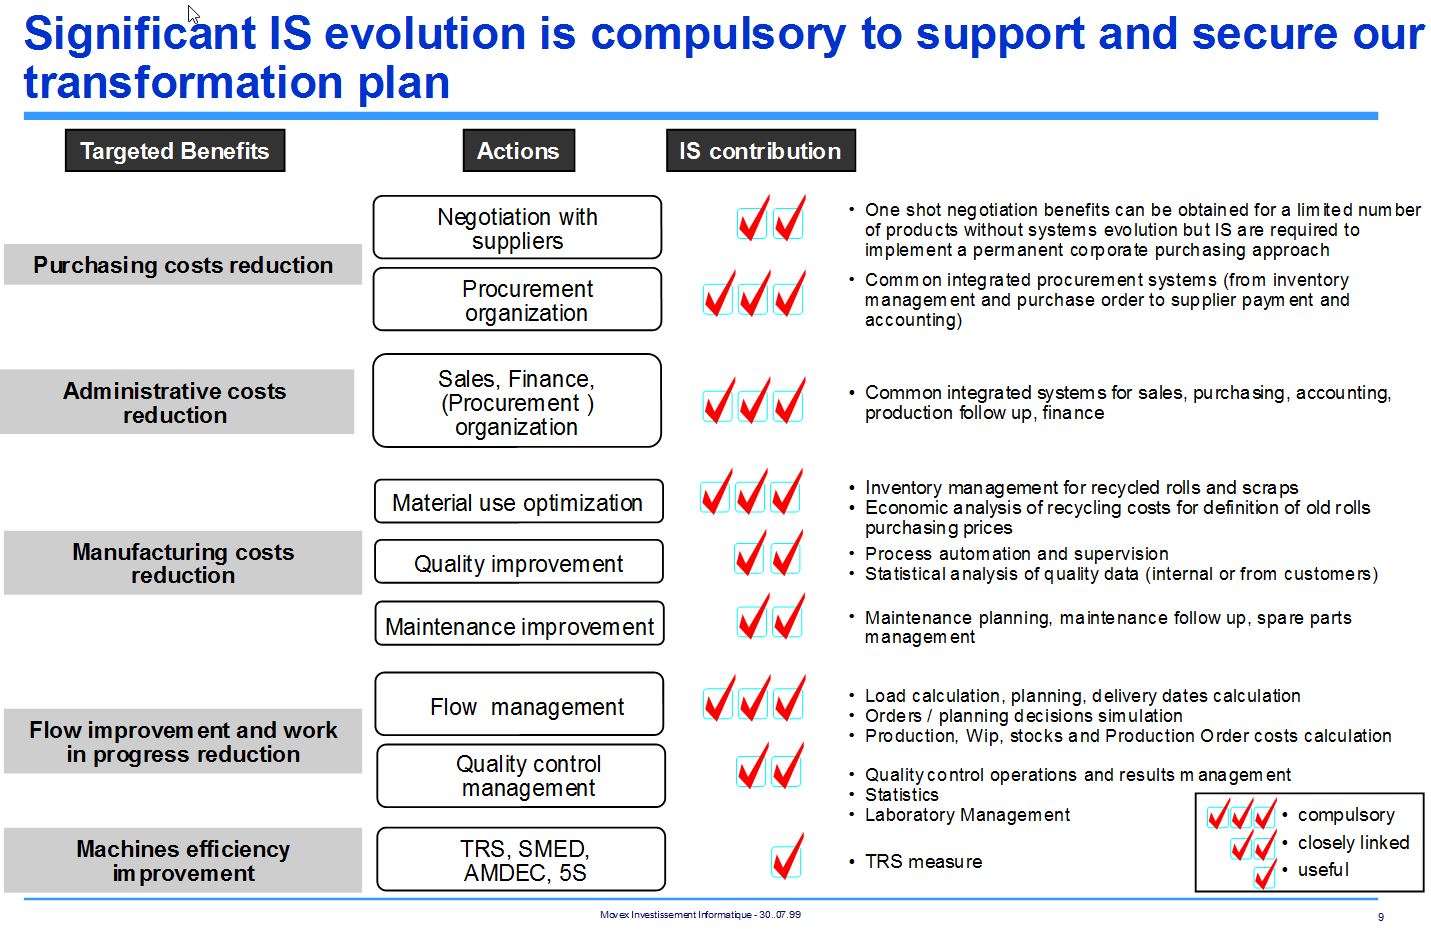 Significant IS evolution is compulsory to support and secure our
transformation plan
Targeted Benefits
Actions
IS contribution
Purchasing costs reduction
Negotiation with
suppliers
• One shot negotiation benefits can be obtained for a limited number
of products without systems evolution but IS are required to
implement a permanent corporate purchasing approach
Procurement
organization
• Common integrated procurement systems (from inventory
management and purchase order to supplier payment and
accounting)
Administrative costs
reduction
Sales, Finance,
(Procurement )
organization
• Common integrated systems for sales, purchasing, accounting,
production follow up, finance
Manufacturing costs
reduction
Material use optimization
• Inventory management for recycled rolls and scraps
• Economic analysis of recycling costs for definition of old rolls
purchasing prices
Quality improvement
• Process automation and supervision
• Statistical analysis of quality data (internal or from customers)
Maintenance improvement
• Maintenance planning, maintenance follow up, spare parts
management
Flow improvement and work
in progress reduction
Flow management
• Load calculation, planning, delivery dates calculation
• Orders / planning decisions simulation
• Production, Wip, stocks and Production Order costs calculation
Quality control
management
• Quality control operations and results management
• Statistics
• Laboratory Management
Machines efficiency
improvement
TRS, SMED,
AMDEC, 5S
• TRS measure
• compulsory
• closely linked
• useful
Movex Investissement Informatique - 30..07.99
9